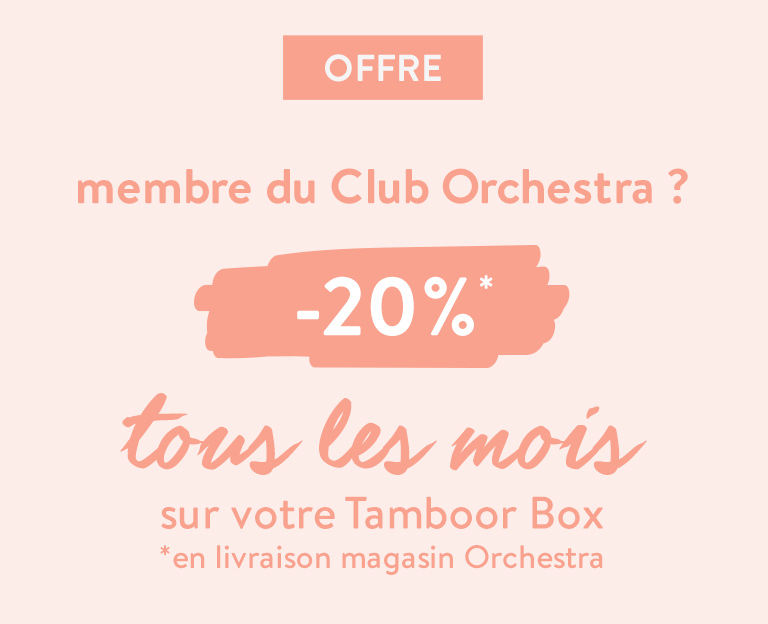 OFFRE
membre du Club Orchestra ?
-20%*
tous les mois
sur votre Tamboor Box
*en livraison magasin Orchestra